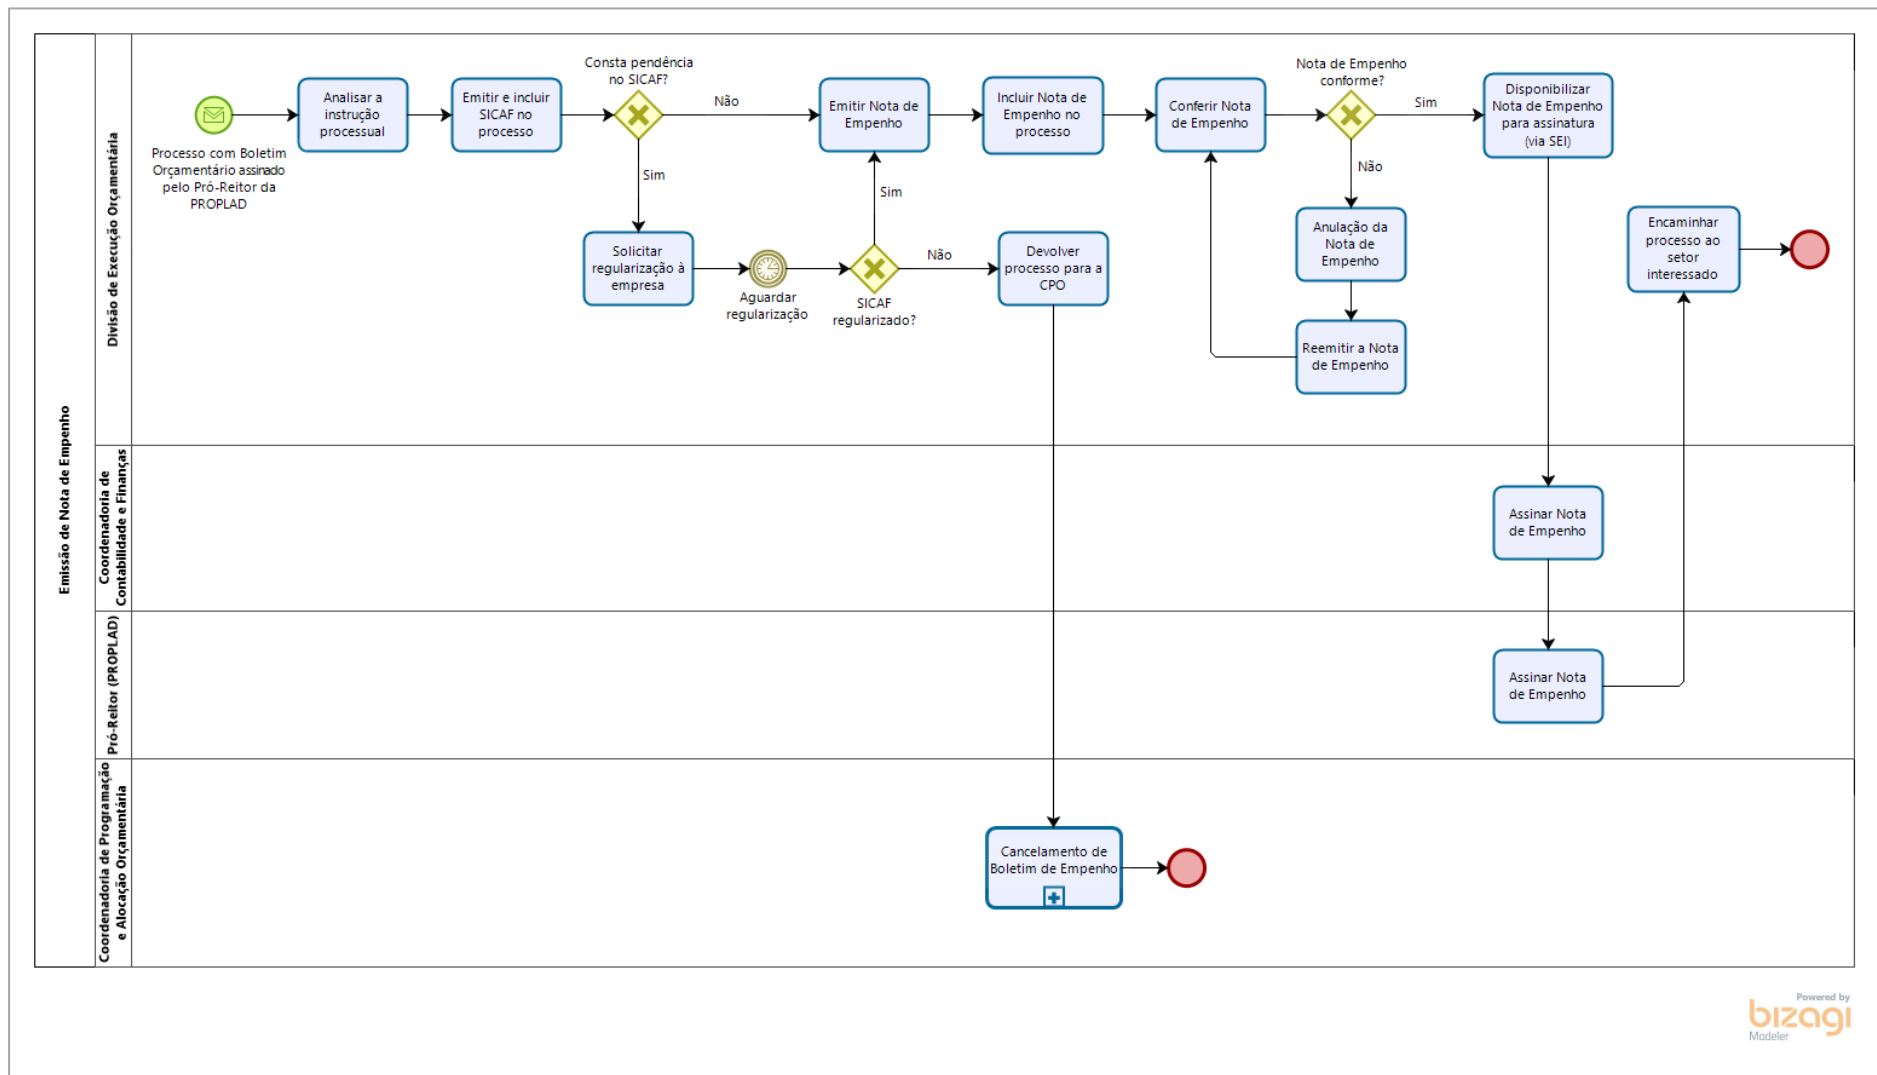 Emissão de Nota de Empenho
Divisão de Execução Orçamentária
Processo com Boletim
Orçamentário assinado
pelo Pró-Reitor da
PROPLAD
Analisar a
instrução
processual
Emitir e incluir
SICAF no
processo
Consta pendência
no SICAF?
Não
Sim
Solicitar
regularização à
empresa
Aguardar
regularização
SICAF
regularizado?
Sim
Não
Emitir Nota de
Empenho
Devolver
processo para a
CPO
Incluir Nota de
Empenho no
processo
Conferir Nota
de Empenho
Nota de Empenho
conforme?
Sim
Não
Anulação da
Nota de
Empenho
Reemitir a Nota
de Empenho
Disponibilizar
Nota de Empenho
para assinatura
(via SEI)
Encaminhar
processo ao
setor
interessado
Coordenadoria de
Contabilidade e Finanças
Assinar Nota
de Empenho
Pró-Reitor (PROPLAD)
Assinar Nota
de Empenho
Coordenadoria de Programação
e Alocação Orçamentária
Cancelamento de
Boletim de Empenho
Powered by
bizagi
Modeler